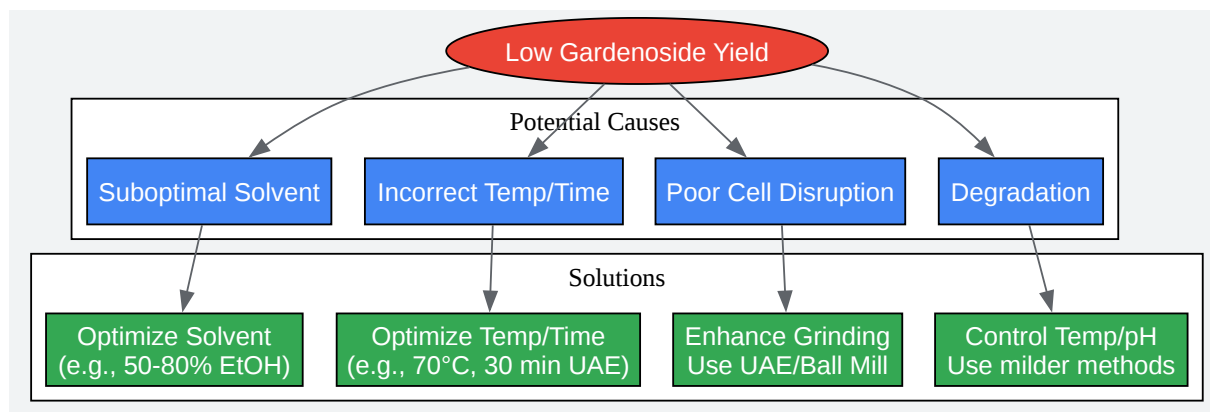 Low Gardenoside Yield
Potential Causes
Suboptimal Solvent
Incorrect Temp/Time
Poor Cell Disruption
Degradation
Solutions
Optimize Solvent
(e.g., 50-80% EtOH)
Optimize Temp/Time
(e.g., 70°C, 30 min UAE)
Enhance Grinding
Use UAE/Ball Mill
Control Temp/pH
Use milder methods